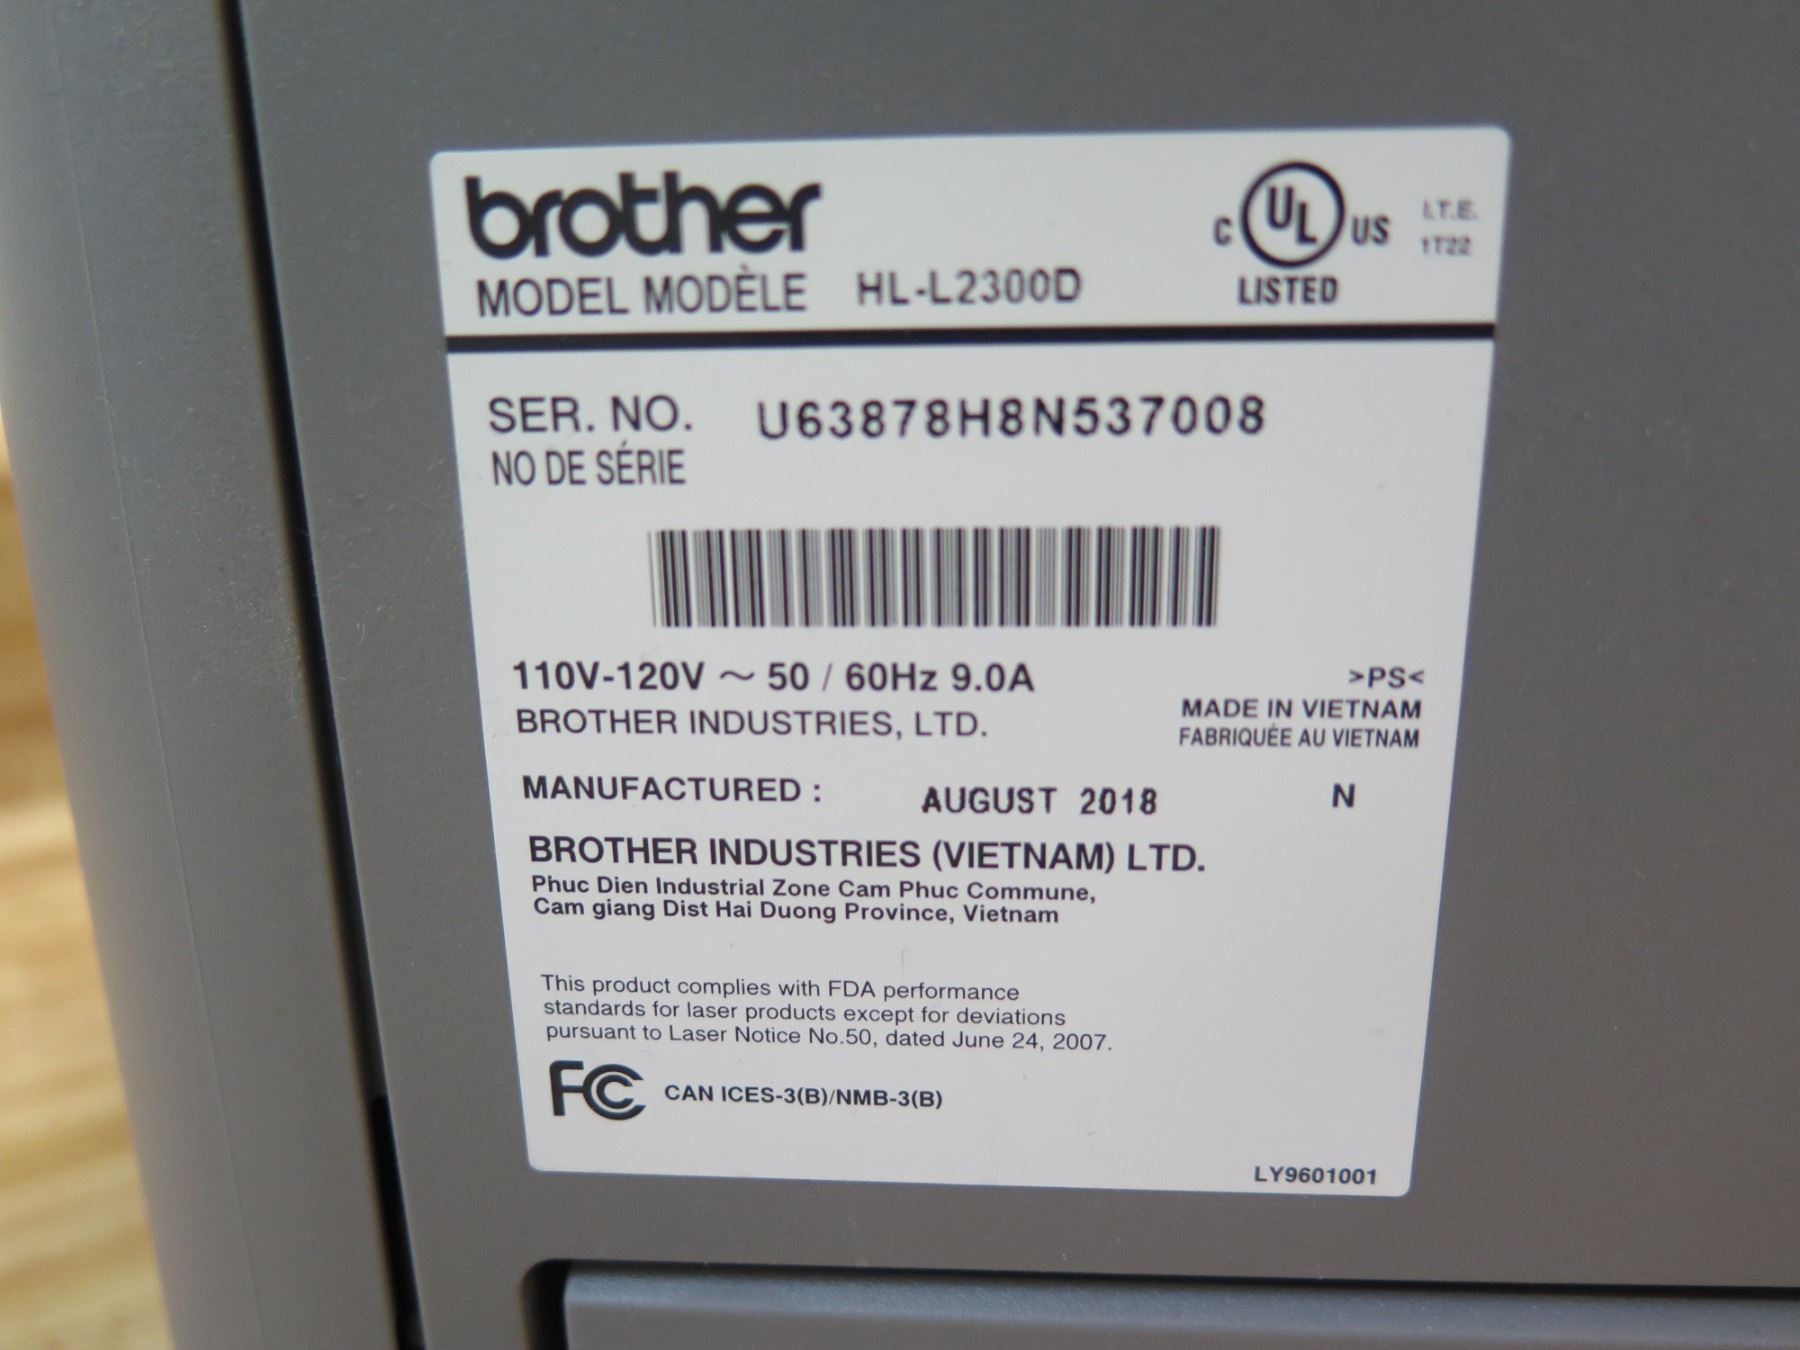 brother
MODEL MODÈLE HL-L2300D
C UL US
LISTED
I.T.E.
1T22
SER. NO. U63878H8N537008
NO DE SÉRIE
110V-120V ～ 50 / 60Hz 9.0A
>PS<
BROTHER INDUSTRIES, LTD.
MADE IN VIETNAM
FABRIQUÉE AU VIETNAM
MANUFACTURED : AUGUST 2018 N
BROTHER INDUSTRIES (VIETNAM) LTD.
Phuc Dien Industrial Zone Cam Phuc Commune,
Cam giang Dist Hai Duong Province, Vietnam
This product complies with FDA performance
standards for laser products except for deviations
pursuant to Laser Notice No.50, dated June 24, 2007.
FC CAN ICES-3(B)/NMB-3(B)
LY9601001